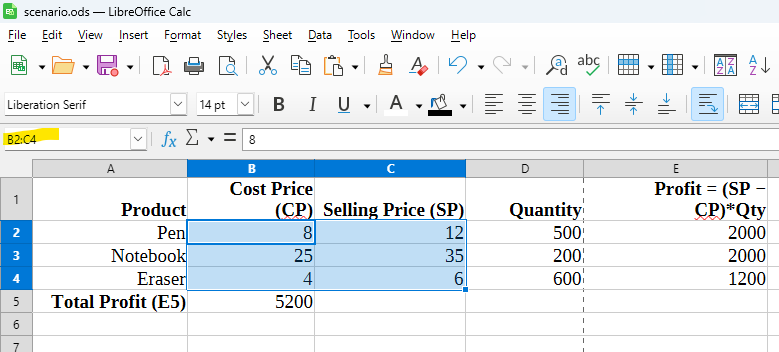 scenario.ods — LibreOffice Calc
File Edit View Insert Format Styles Sheet Data Tools Window Help
Liberation Serif 14 pt B I U A
B2:C4 fx Σ = 8
A B C D E
1 Product Cost Price (CP) Selling Price (SP) Quantity Profit = (SP − CP)*Qty
2 Pen 8 12 500 2000
3 Notebook 25 35 200 2000
4 Eraser 4 6 600 1200
5 Total Profit (E5) 5200
6
7